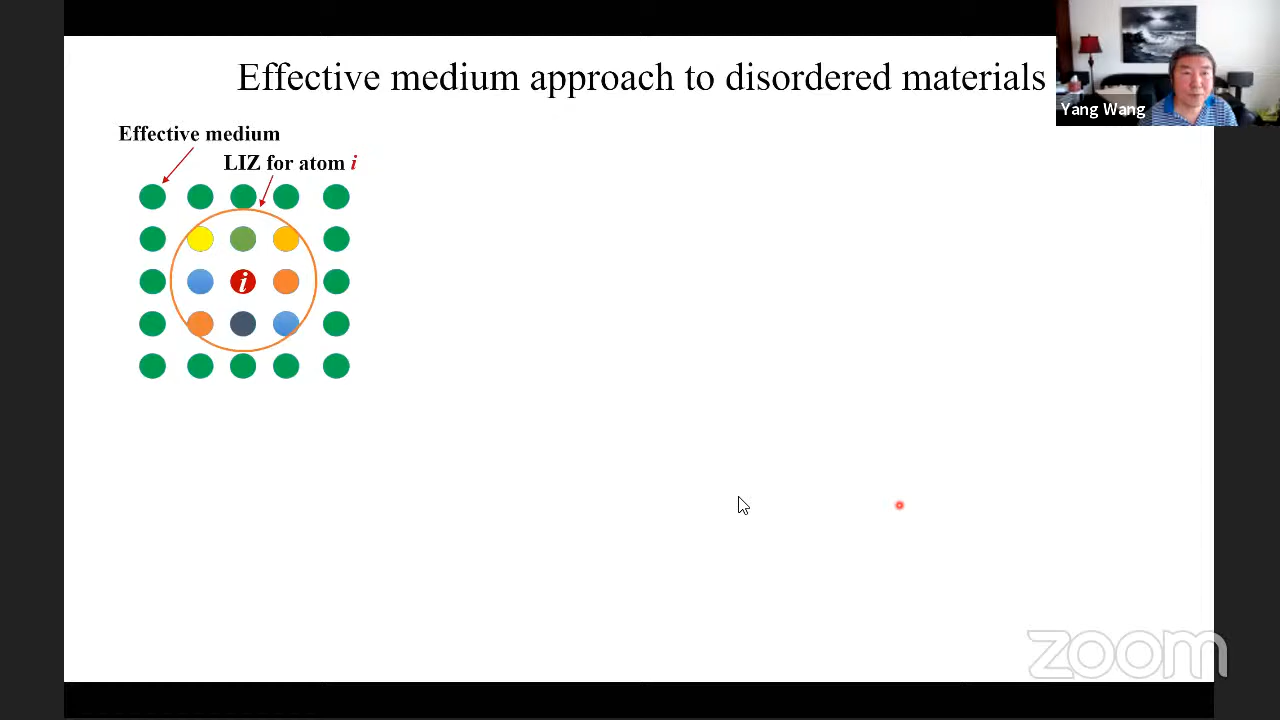 Effective medium approach to disordered materials
Yang Wang
Effective medium
LIZ for atom i
i
zoom